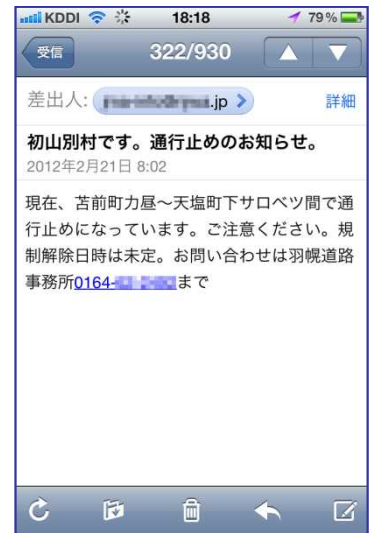 KDDI 18:18 79%
受信 322/930
差出人: .jp 詳細
初山別村です。通行止めのお知らせ。
2012年2月21日 8:02
現在、苫前町力昼〜天塩町下サロベツ間で通
行止めになっています。ご注意ください。規
制解除日時は未定。お問い合わせは羽幌道路
事務所0164-まで